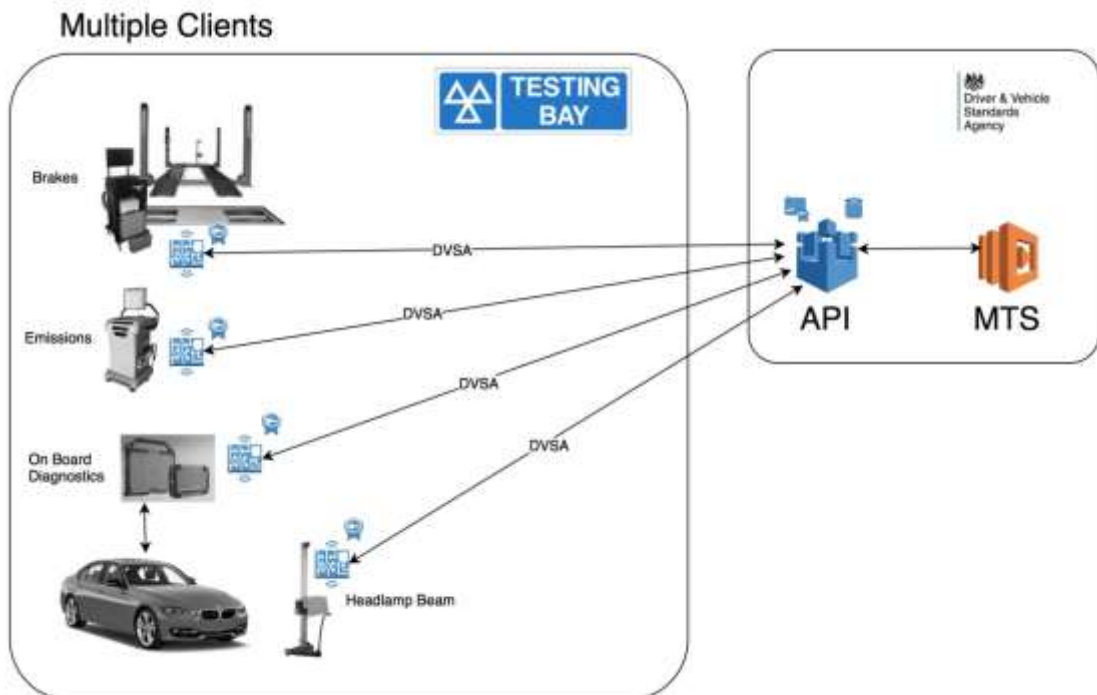 Multiple Clients
TESTING
BAY
Driver & Vehicle
Standards
Agency
Brakes
DVSA
Emissions
DVSA
API
MTS
DVSA
On Board
Diagnostics
DVSA
Headlamp Beam